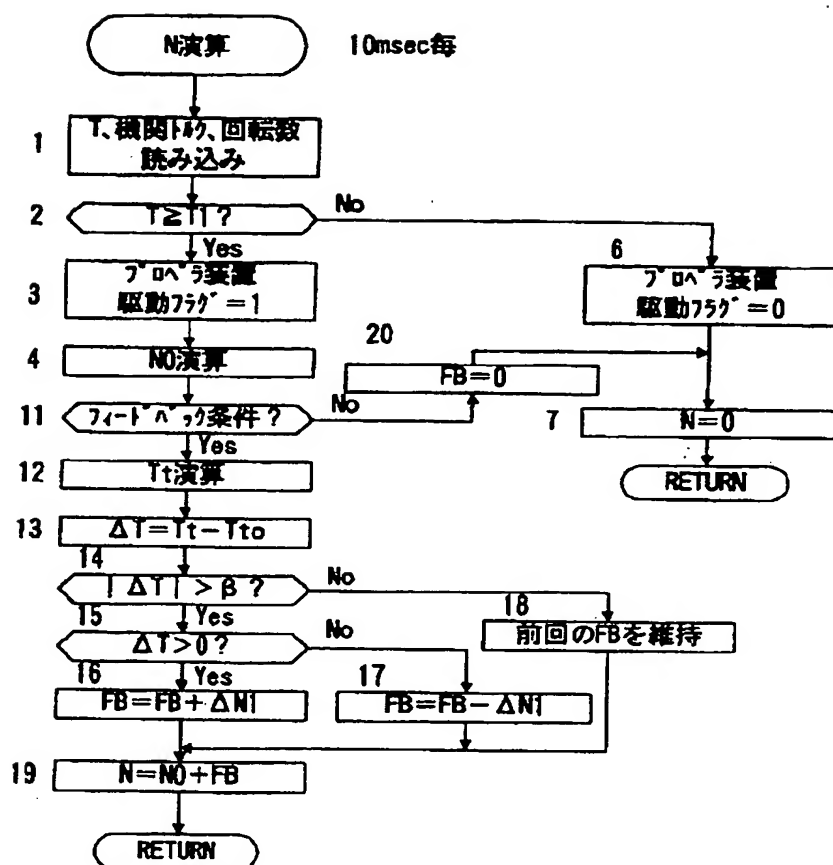 N演算
10msec毎
1
T、機関トルク、回転数
読み込み
2
T≧T1?
No
Yes
3
プロペラ装置
駆動フラグ=1
6
プロペラ装置
駆動フラグ=0
4
N0演算
20
FB=0
11
フィードバック条件?
No
Yes
7
N=0
RETURN
12
Tt演算
13
ΔT=Tt-Tto
14
|ΔT|>β?
No
Yes
18
前回のFBを維持
15
ΔT>0?
No
Yes
16
FB=FB+ΔN1
17
FB=FB-ΔN1
19
N=N0+FB
RETURN